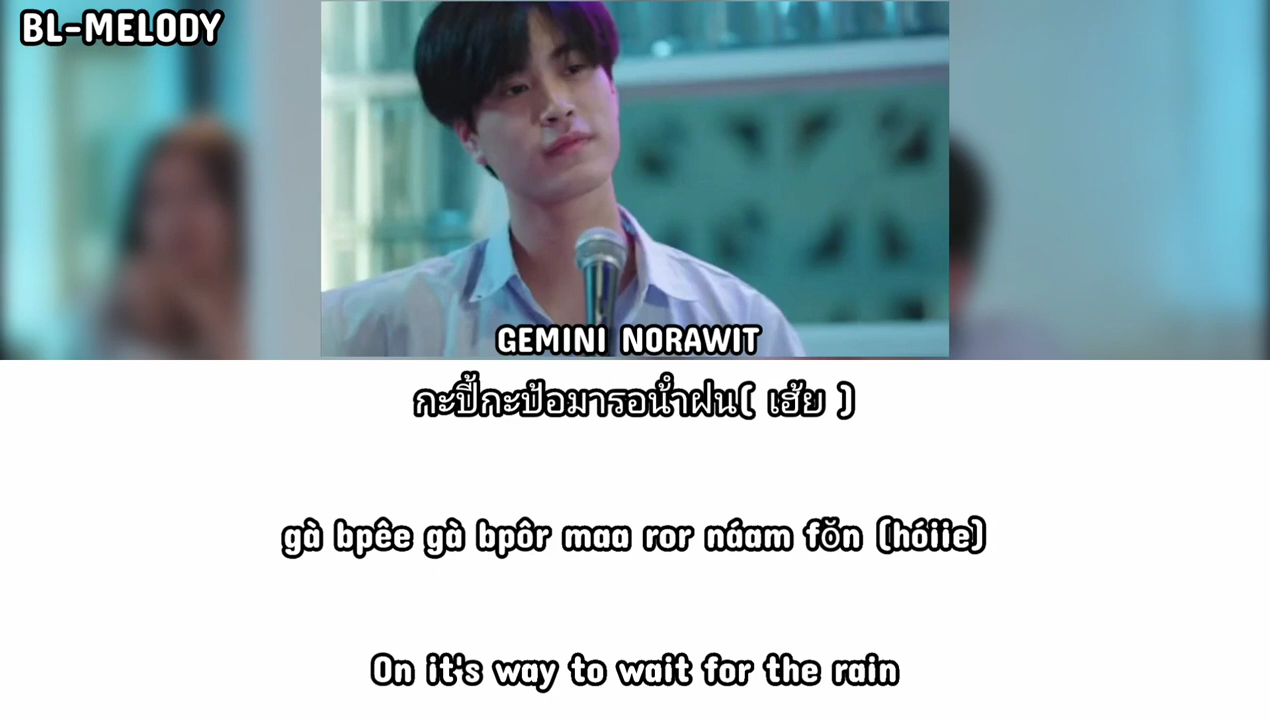 BL-MELODY
GEMINI NORAWIT
กะปี้กะป้อมารอน้ำฝน( เฮ้ย )
gà bpêe gà bpôr maa ror náam fŏn (hóiie)
On it's way to wait for the rain